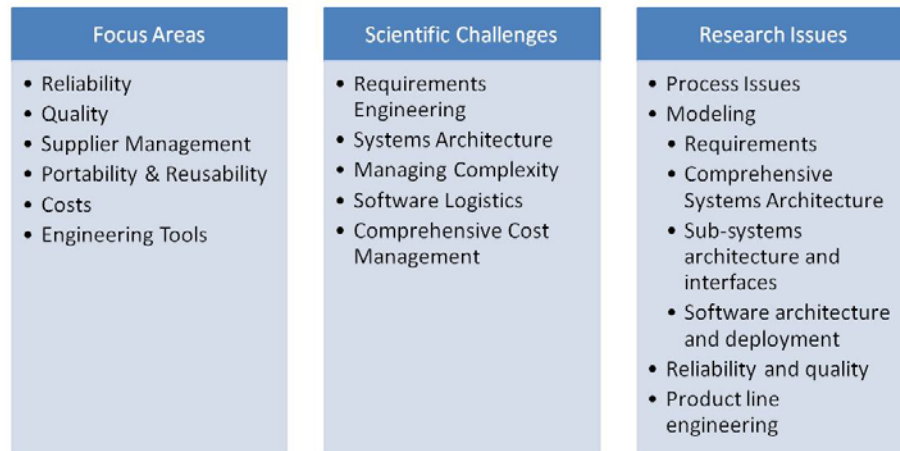 Focus Areas
• Reliability
• Quality
• Supplier Management
• Portability & Reusability
• Costs
• Engineering Tools
Scientific Challenges
• Requirements
Engineering
• Systems Architecture
• Managing Complexity
• Software Logistics
• Comprehensive Cost
Management
Research Issues
• Process Issues
• Modeling
• Requirements
• Comprehensive
Systems Architecture
• Sub-systems
architecture and
interfaces
• Software architecture
and deployment
• Reliability and quality
• Product line
engineering